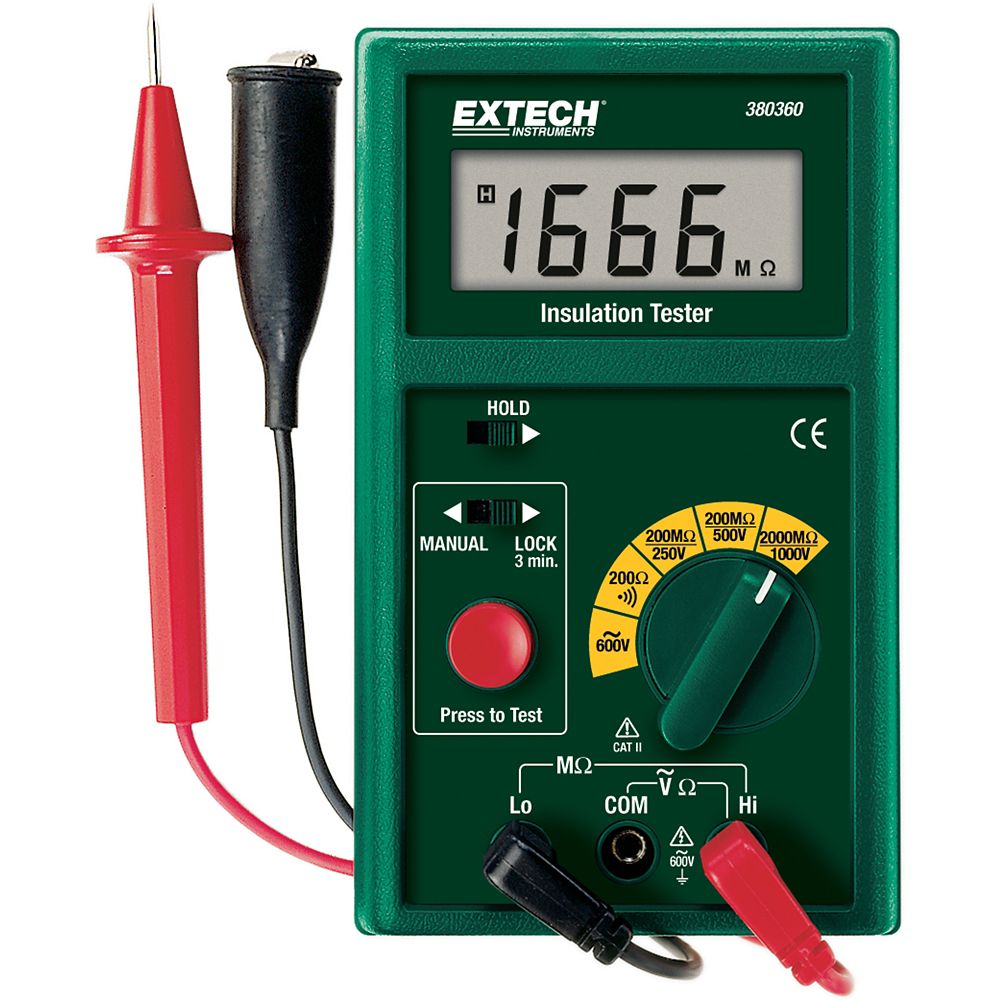 EXTECH® 380360
INSTRUMENTS
H
1666 M Ω
Insulation Tester
HOLD
CE
MANUAL LOCK
3 min.
Press to Test
600V
200Ω
200MΩ
250V
200MΩ
500V
2000MΩ
1000V
CAT II
MΩ
V Ω
Lo COM Hi
600V